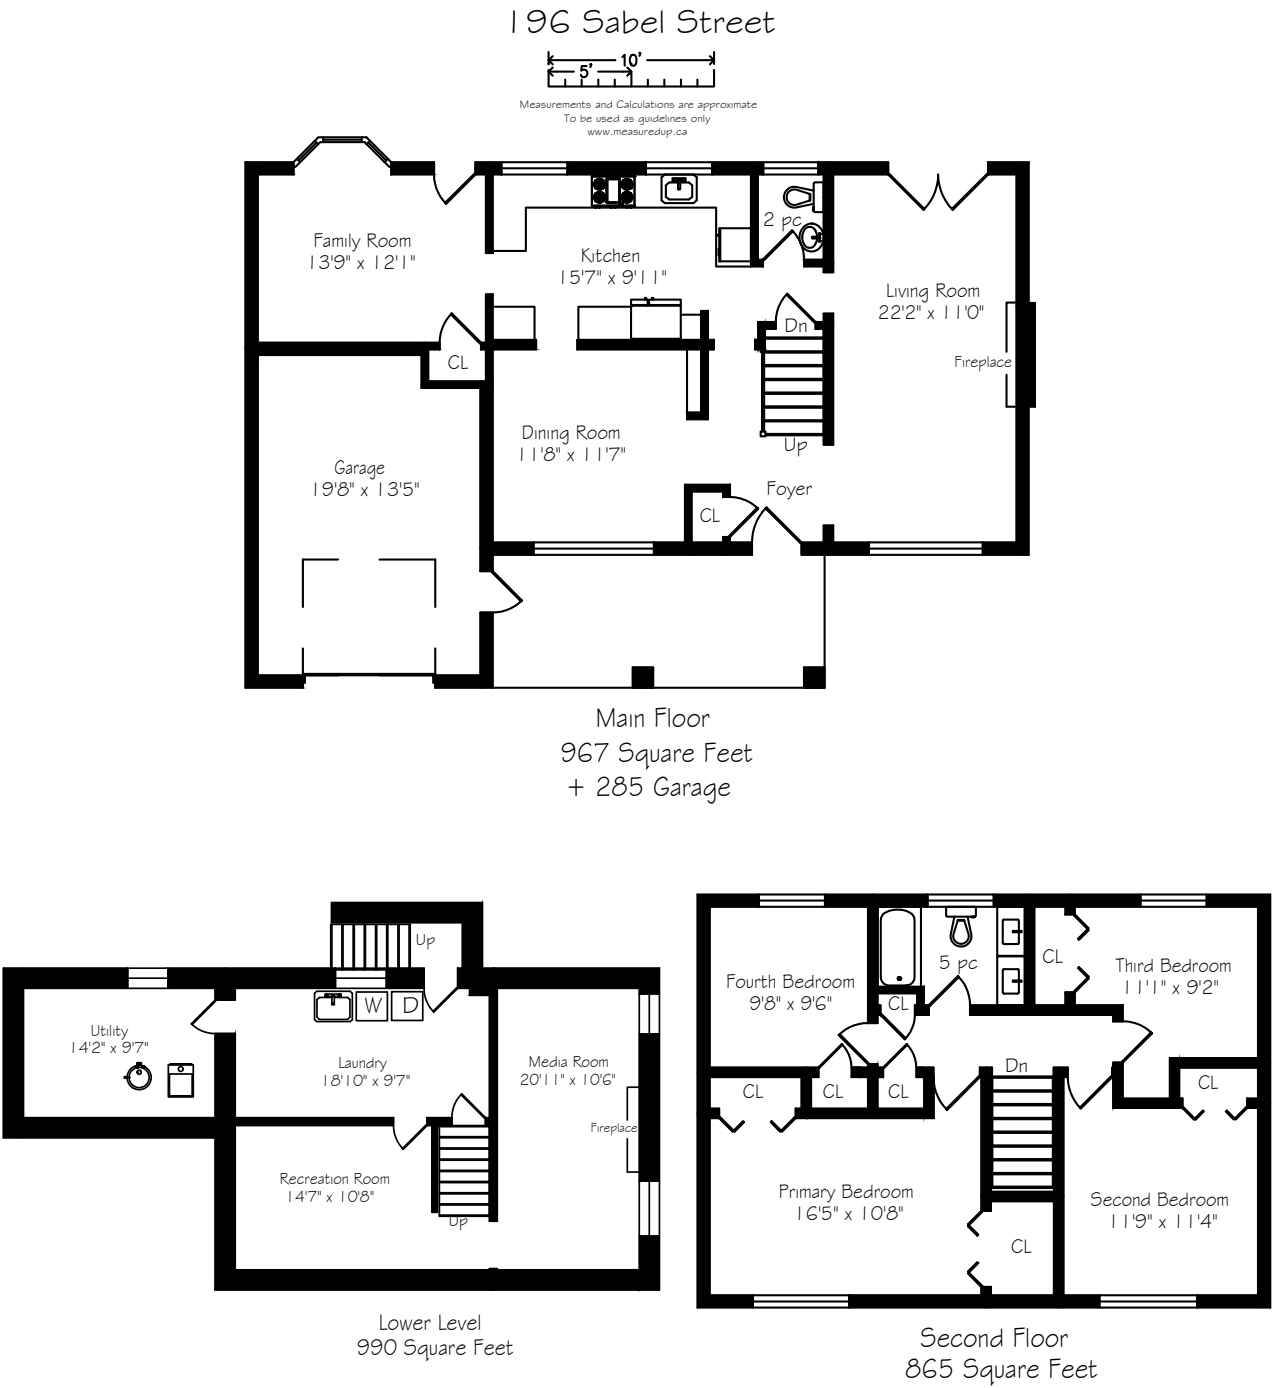 196 Sabel Street
10'
5'
Measurements and Calculations are approximate
To be used as guidelines only
www.measuredup.ca
Family Room
13'9" x 12'1"
Kitchen
15'7" x 9'11"
2 pc
Living Room
22'2" x 11'0"
Fireplace
Dn
CL
Dining Room
11'8" x 11'7"
Up
Garage
19'8" x 13'5"
Foyer
CL
Main Floor
967 Square Feet
+ 285 Garage
Up
Utility
14'2" x 9'7"
W
D
Laundry
18'10" x 9'7"
Media Room
20'11" x 10'6"
Fireplace
Recreation Room
14'7" x 10'8"
Up
Lower Level
990 Square Feet
Fourth Bedroom
9'8" x 9'6"
5 pc
CL
CL
Third Bedroom
11'1" x 9'2"
Dn
CL
CL
CL
CL
Primary Bedroom
16'5" x 10'8"
Second Bedroom
11'9" x 11'4"
CL
Second Floor
865 Square Feet